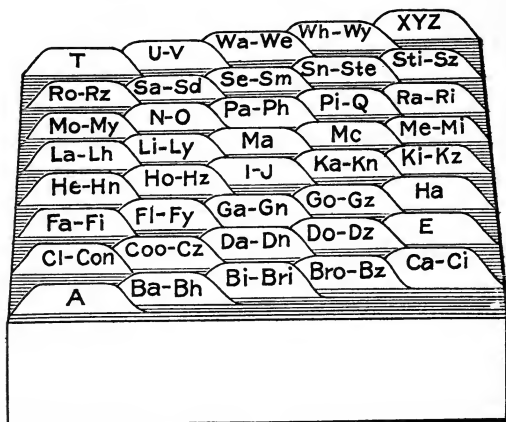 T U-V Wa-We Wh-Wy XYZ
Ro-Rz Sa-Sd Se-Sm Sn-Ste Sti-Sz
Mo-My N-O Pa-Ph Pi-Q Ra-Ri
La-Lh Li-Ly Ma Mc Me-Mi
He-Hn Ho-Hz I-J Ka-Kn Ki-Kz
Fa-Fi Fl-Fy Ga-Gn Go-Gz Ha
Cl-Con Coo-Cz Da-Dn Do-Dz E
A Ba-Bh Bi-Bri Bro-Bz Ca-Ci